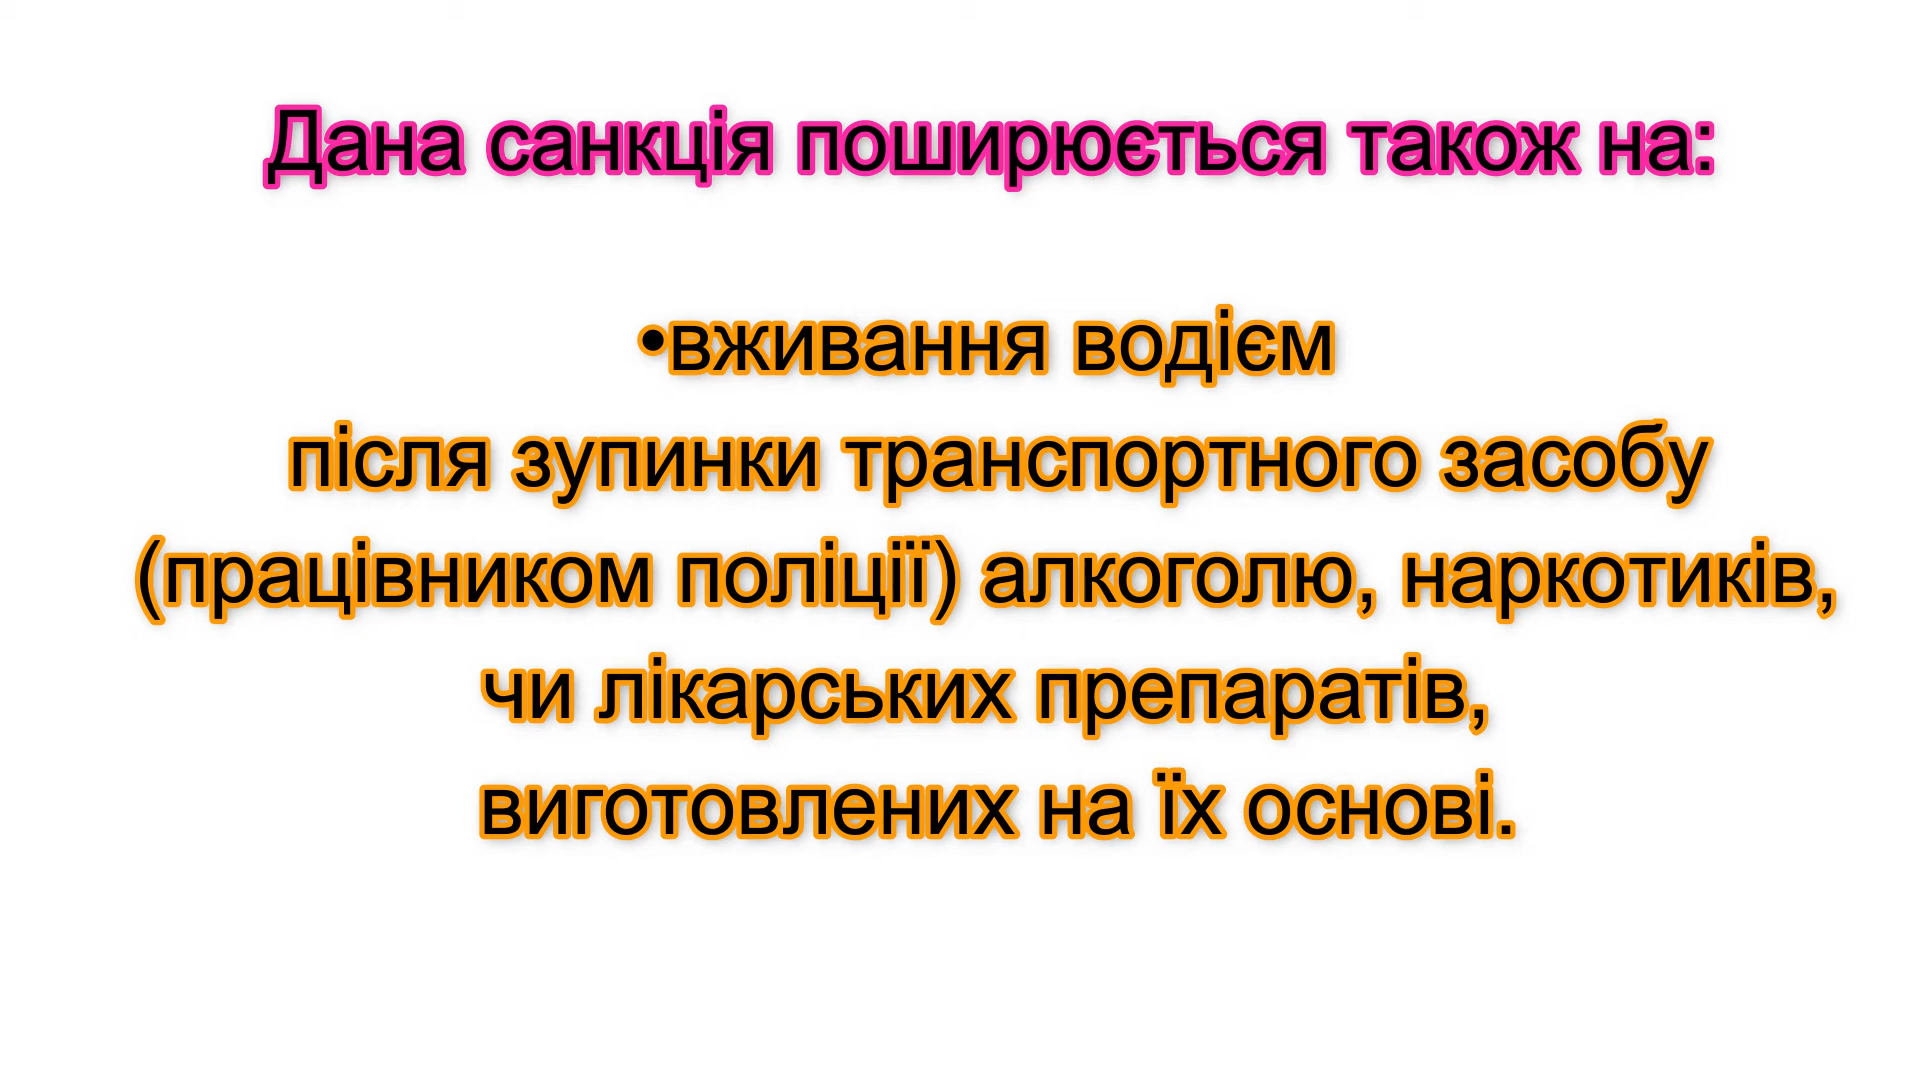 Дана санкція поширюється також на:
•вживання водієм
після зупинки транспортного засобу
(працівником поліції) алкоголю, наркотиків,
чи лікарських препаратів,
виготовлених на їх основі.